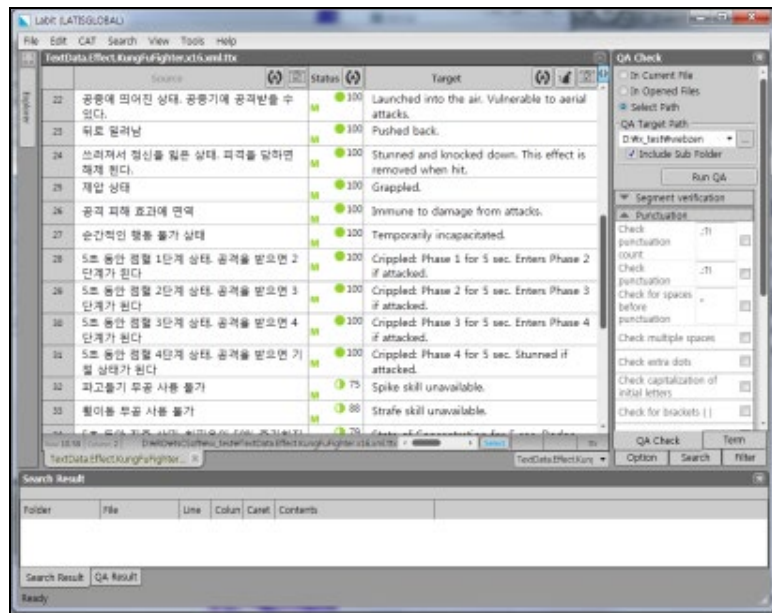 Labit (LATISGLOBAL)
File Edit CAT Search View Tools Help
TextData.Effect.KungFuFighter.x16.xml.ttx
Source Status Target
22 공중에 띄어진 상태. 공중기에 공격받을 수 M 100 Launched into the air. Vulnerable to aerial
있다. attacks.
23 뒤로 밀려남 M 100 Pushed back.
24 쓰러져서 정신을 잃은 상태. 피격을 당하면 M 100 Stunned and knocked down. This effect is
해제 된다. removed when hit.
25 제압 상태 M 100 Grappled.
26 공격 피해 효과에 면역 M 100 Immune to damage from attacks.
27 순간적인 행동 불가 상태 M 100 Temporarily incapacitated.
28 5초 동안 점혈 1단계 상태. 공격을 받으면 2 M 100 Crippled: Phase 1 for 5 sec. Enters Phase 2
단계가 된다 if attacked.
29 5초 동안 점혈 2단계 상태. 공격을 받으면 3 M 100 Crippled: Phase 2 for 5 sec. Enters Phase 3
단계가 된다 if attacked.
30 5초 동안 점혈 3단계 상태. 공격을 받으면 4 M 100 Crippled: Phase 3 for 5 sec. Enters Phase 4
단계가 된다 if attacked.
31 5초 동안 점혈 4단계 상태. 공격을 받으면 기 M 100 Crippled: Phase 4 for 5 sec. Stunned if
절 상태가 된다 attacked.
32 파고들기 무공 사용 불가 M 75 Spike skill unavailable.
33 횡이동 무공 사용 불가 M 88 Strafe skill unavailable.
79
Select
TextData.Effect.KungFuFighter...
TextData.Effect.Kung
Explorer
QA Check
In Current File
In Opened Files
Select Path
QA Target Path
Include Sub Folder
Run QA
Segment verification
Punctuation
Check
punctuation
count
Check
punctuation
Check for spaces
before
punctuation
Check multiple spaces
Check extra dots
Check capitalization of
initial letters
Check for brackets ( )
QA Check Term
Option Search Filter
Search Result
Folder File Line Colun Caret Contents
Search Result QA Result
Ready